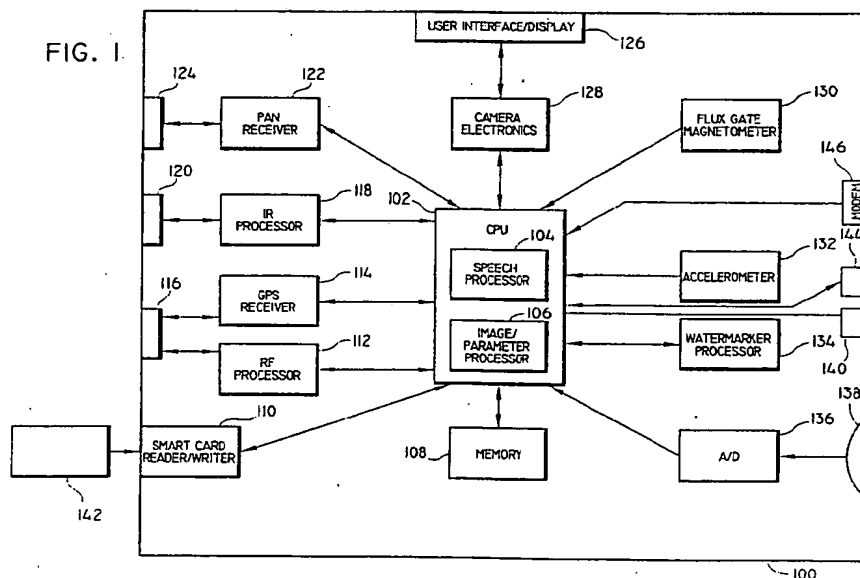 USER INTERFACE/DISPLAY
126
FIG. 1
124
122
PAN
RECEIVER
128
CAMERA
ELECTRONICS
130
FLUX GATE
MAGNETOMETER
146
MODEM
120
118
IR
PROCESSOR
102
CPU
104
SPEECH
PROCESSOR
132
ACCELEROMETER
144
116
114
GPS
RECEIVER
106
IMAGE/
PARAMETER
PROCESSOR
WATERMARKER
PROCESSOR
134
140
112
RF
PROCESSOR
110
SMART CARD
READER/WRITER
142
108
MEMORY
136
A/D
138
100